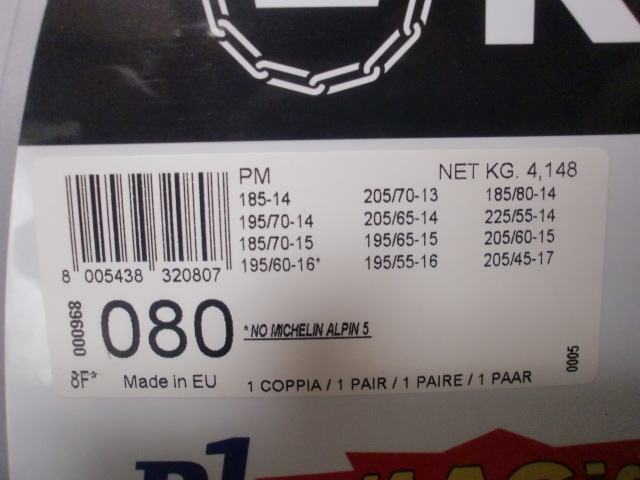 PM NET KG. 4,148
185-14 205/70-13 185/80-14
195/70-14 205/65-14 225/55-14
185/70-15 195/65-15 205/60-15
195/60-16* 195/55-16 205/45-17
8 005438 320807
000968
080 *NO MICHELIN ALPIN 5
8F* Made in EU 1 COPPIA / 1 PAIR / 1 PAIRE / 1 PAAR
0005